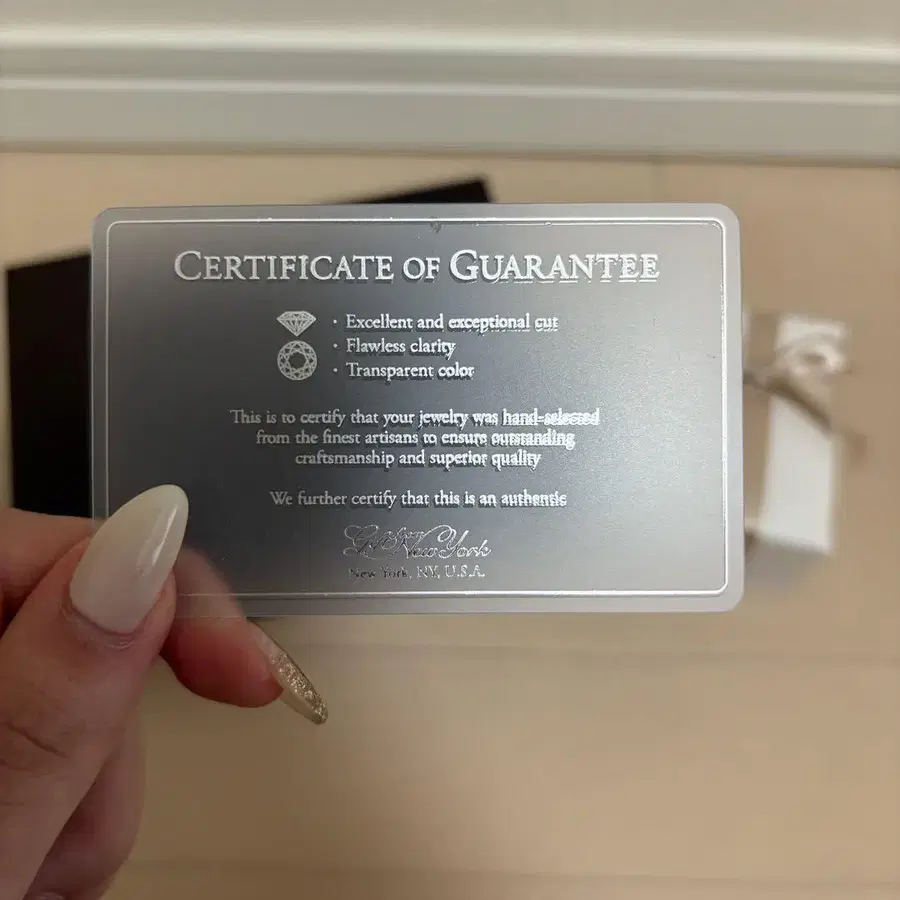 CERTIFICATE OF GUARANTEE
· Excellent and exceptional cut
· Flawless clarity
· Transparent color
This is to certify that your jewelry was hand-selected
from the finest artisans to ensure outstanding
craftsmanship and superior quality
We further certify that this is an authentic
New York
New York, NY, U.S.A.